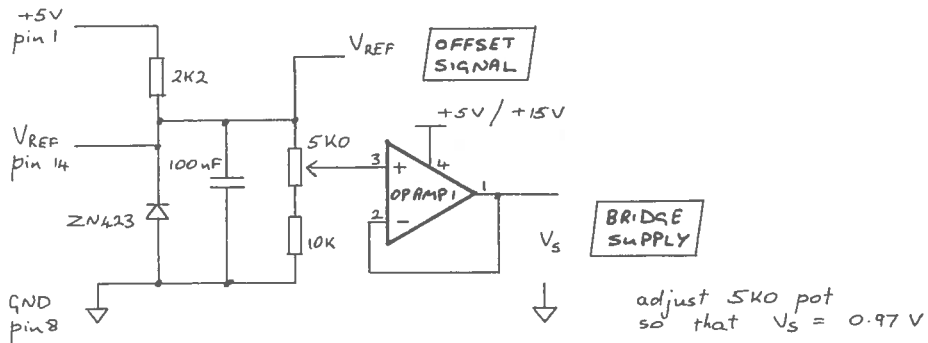 +5V
pin 1
2K2
VREF
pin 14
ZN423
100nF
GND
pin 8
VREF
OFFSET
SIGNAL
+5V / +15V
5K0
10K
3
+
4
OPAMP1
1
2
−
Vs
BRIDGE
SUPPLY
adjust 5K0 pot
so that Vs = 0.97 V